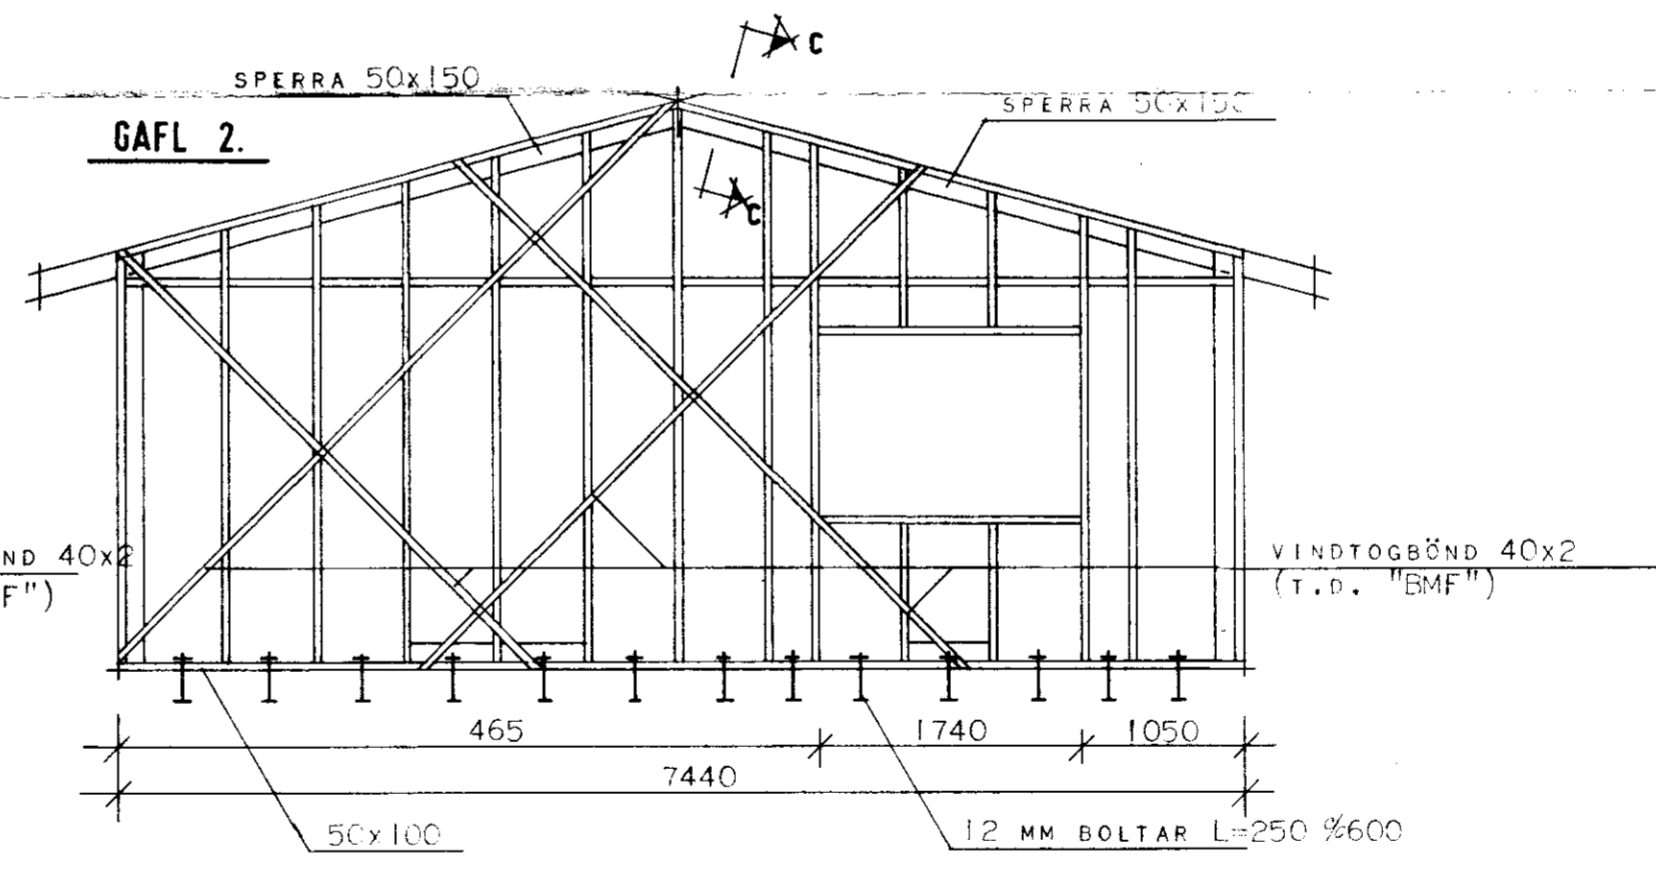 C
SPERRA 50x150
SPERRA 50x150
GAFL 2.
C
ND 40x2
F")
VINDTOGBÖND 40x2
(T.D. "BMF")
465
1740
1050
7440
50x100
12 MM BOLTAR L=250 %600